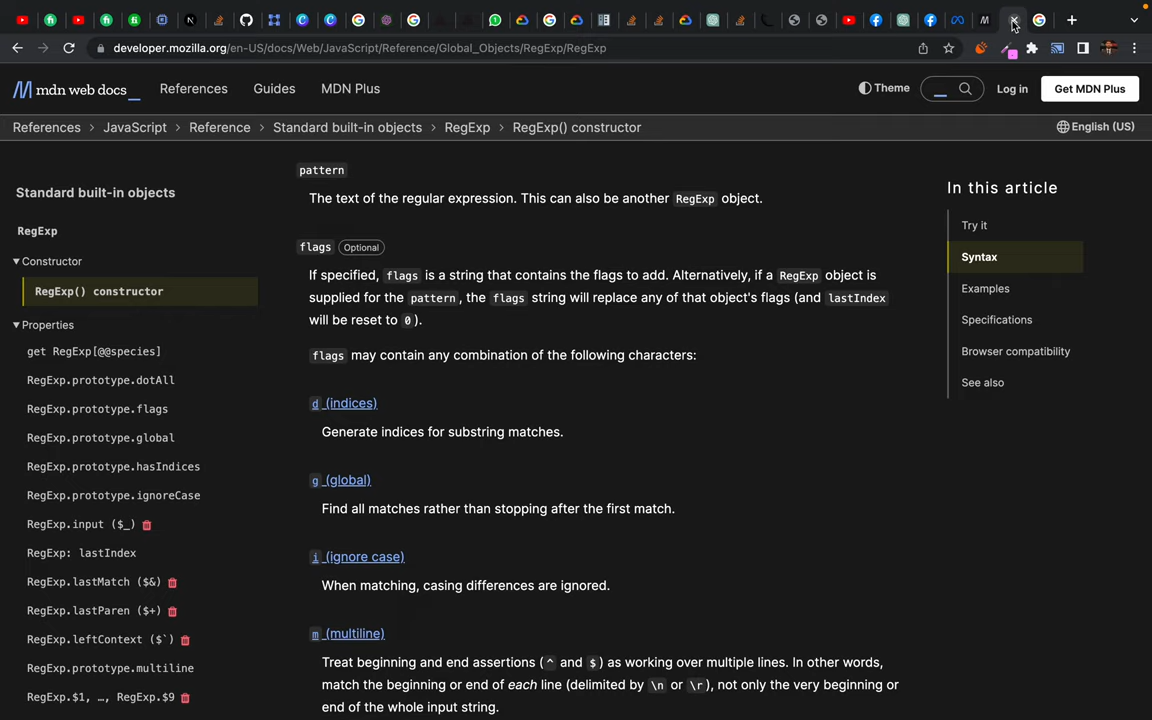 developer.mozilla.org/en-US/docs/Web/JavaScript/Reference/Global_Objects/RegExp/RegExp
mdn web docs_ References Guides MDN Plus Theme Log in Get MDN Plus
References > JavaScript > Reference > Standard built-in objects > RegExp > RegExp() constructor English (US)
Standard built-in objects
RegExp
Constructor
RegExp() constructor
Properties
get RegExp[@@species]
RegExp.prototype.dotAll
RegExp.prototype.flags
RegExp.prototype.global
RegExp.prototype.hasIndices
RegExp.prototype.ignoreCase
RegExp.input ($_)
RegExp: lastIndex
RegExp.lastMatch ($&)
RegExp.lastParen ($+)
RegExp.leftContext ($`)
RegExp.prototype.multiline
RegExp.$1, …, RegExp.$9
pattern
The text of the regular expression. This can also be another RegExp object.
flags Optional
If specified, flags is a string that contains the flags to add. Alternatively, if a RegExp object is
supplied for the pattern, the flags string will replace any of that object's flags (and lastIndex
will be reset to 0).
flags may contain any combination of the following characters:
d (indices)
Generate indices for substring matches.
g (global)
Find all matches rather than stopping after the first match.
i (ignore case)
When matching, casing differences are ignored.
m (multiline)
Treat beginning and end assertions (^ and $) as working over multiple lines. In other words,
match the beginning or end of each line (delimited by \n or \r), not only the very beginning or
end of the whole input string.
In this article
Try it
Syntax
Examples
Specifications
Browser compatibility
See also